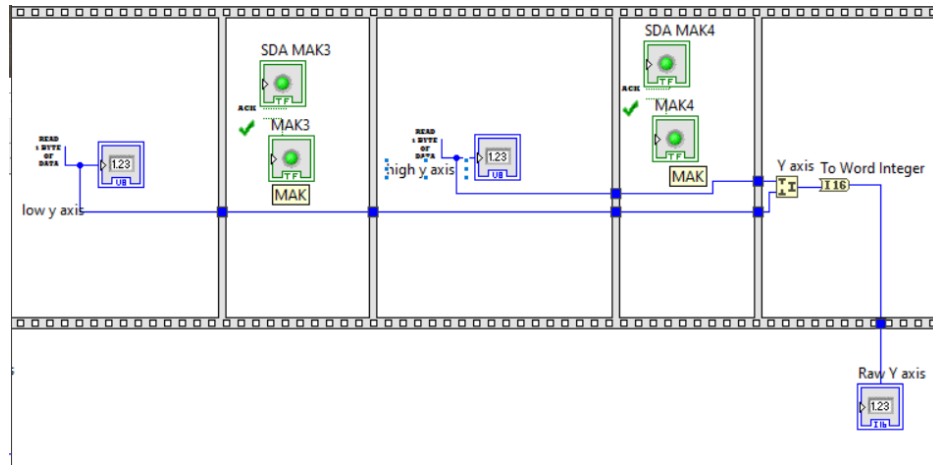 READ
1 BYTE
OF
DATA
1.23
U8
low y axis
SDA MAK3
TF
ACK
MAK3
TF
MAK
READ
1 BYTE
OF
DATA
1.23
U8
high y axis
SDA MAK4
TF
ACK
MAK4
TF
MAK
Y axis
To Word Integer
I16
Raw Y axis
1.23
I16